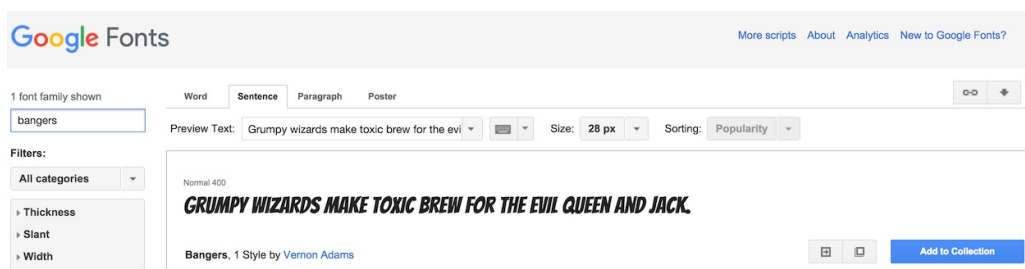 Google Fonts
More scripts About Analytics New to Google Fonts?
1 font family shown
bangers
Filters:
All categories
Thickness
Slant
Width
Word Sentence Paragraph Poster
Preview Text: Grumpy wizards make toxic brew for the evi Size: 28 px Sorting: Popularity
Normal 400
GRUMPY WIZARDS MAKE TOXIC BREW FOR THE EVIL QUEEN AND JACK.
Bangers, 1 Style by Vernon Adams
Add to Collection